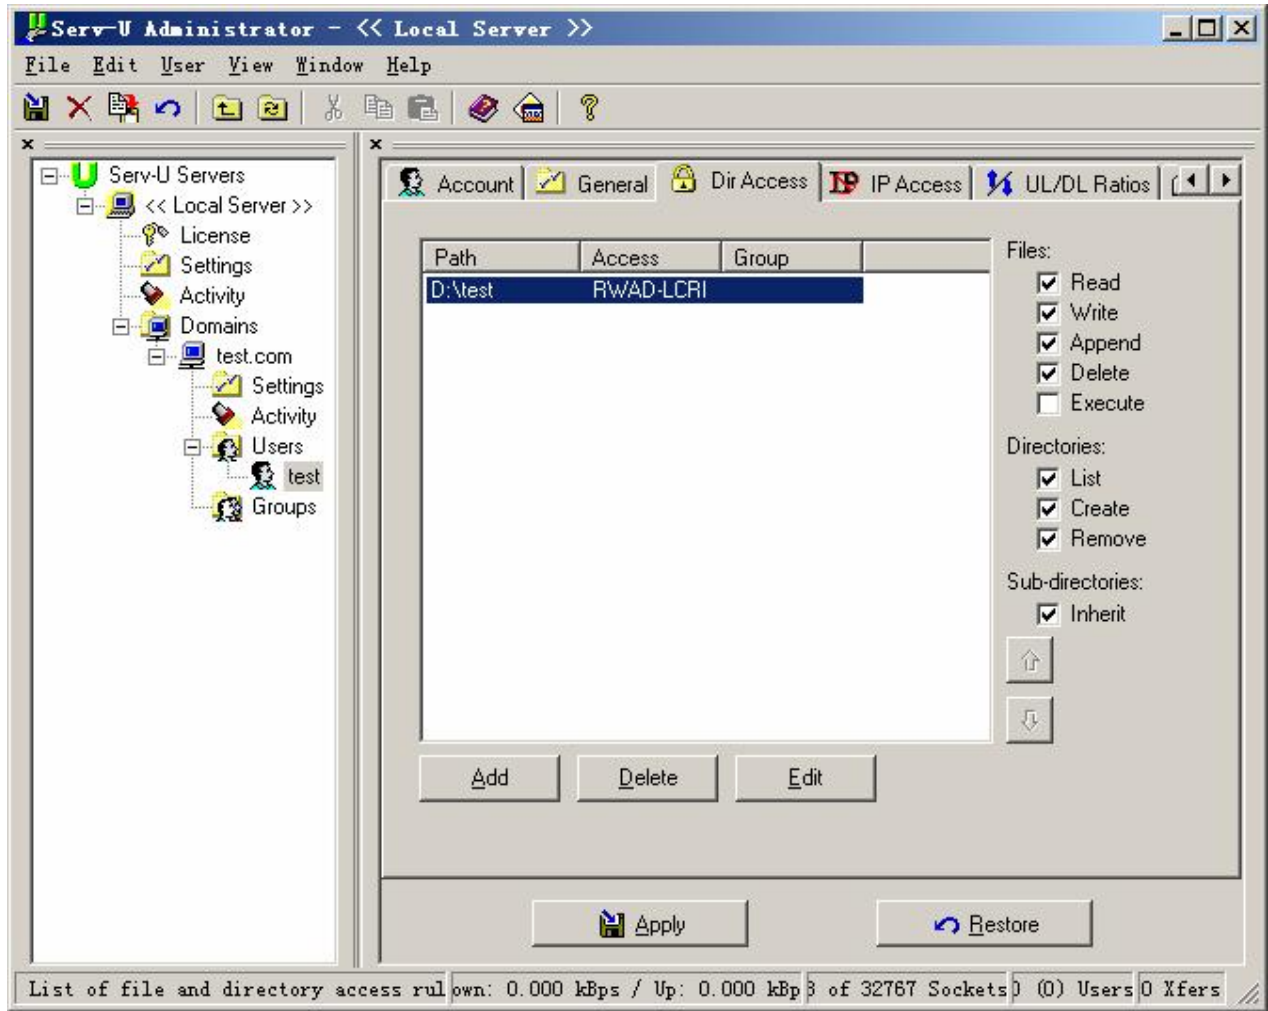 Serv-U Administrator - << Local Server >>
File Edit User View Window Help
Serv-U Servers
<< Local Server >>
License
Settings
Activity
Domains
test.com
Settings
Activity
Users
test
Groups
Account General Dir Access IP Access UL/DL Ratios
Path Access Group
D:\test RWAD-LCRI
Files:
Read
Write
Append
Delete
Execute
Directories:
List
Create
Remove
Sub-directories:
Inherit
Add Delete Edit
Apply Restore
List of file and directory access rul own: 0.000 kBps / Up: 0.000 kBp 3 of 32767 Sockets (0) Users 0 Xfers